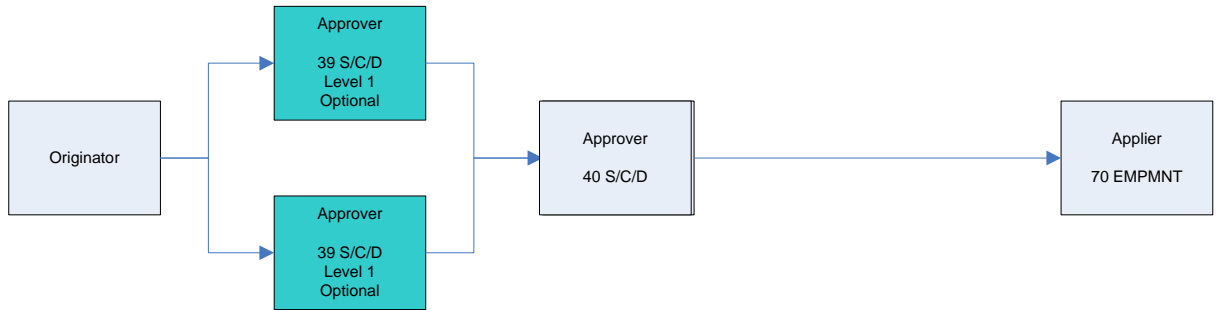 Originator
Approver
39 S/C/D
Level 1
Optional
Approver
39 S/C/D
Level 1
Optional
Approver
40 S/C/D
Applier
70 EMPMNT